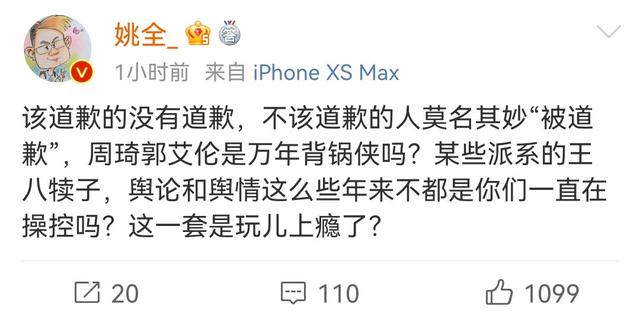 姚全_
1小时前 来自 iPhone XS Max
该道歉的没有道歉，不该道歉的人莫名其妙“被道
歉”，周琦郭艾伦是万年背锅侠吗？某些派系的王
八犊子，舆论和舆情这么些年来不都是你们一直在
操控吗？这一套是玩儿上瘾了？
20 110 1099